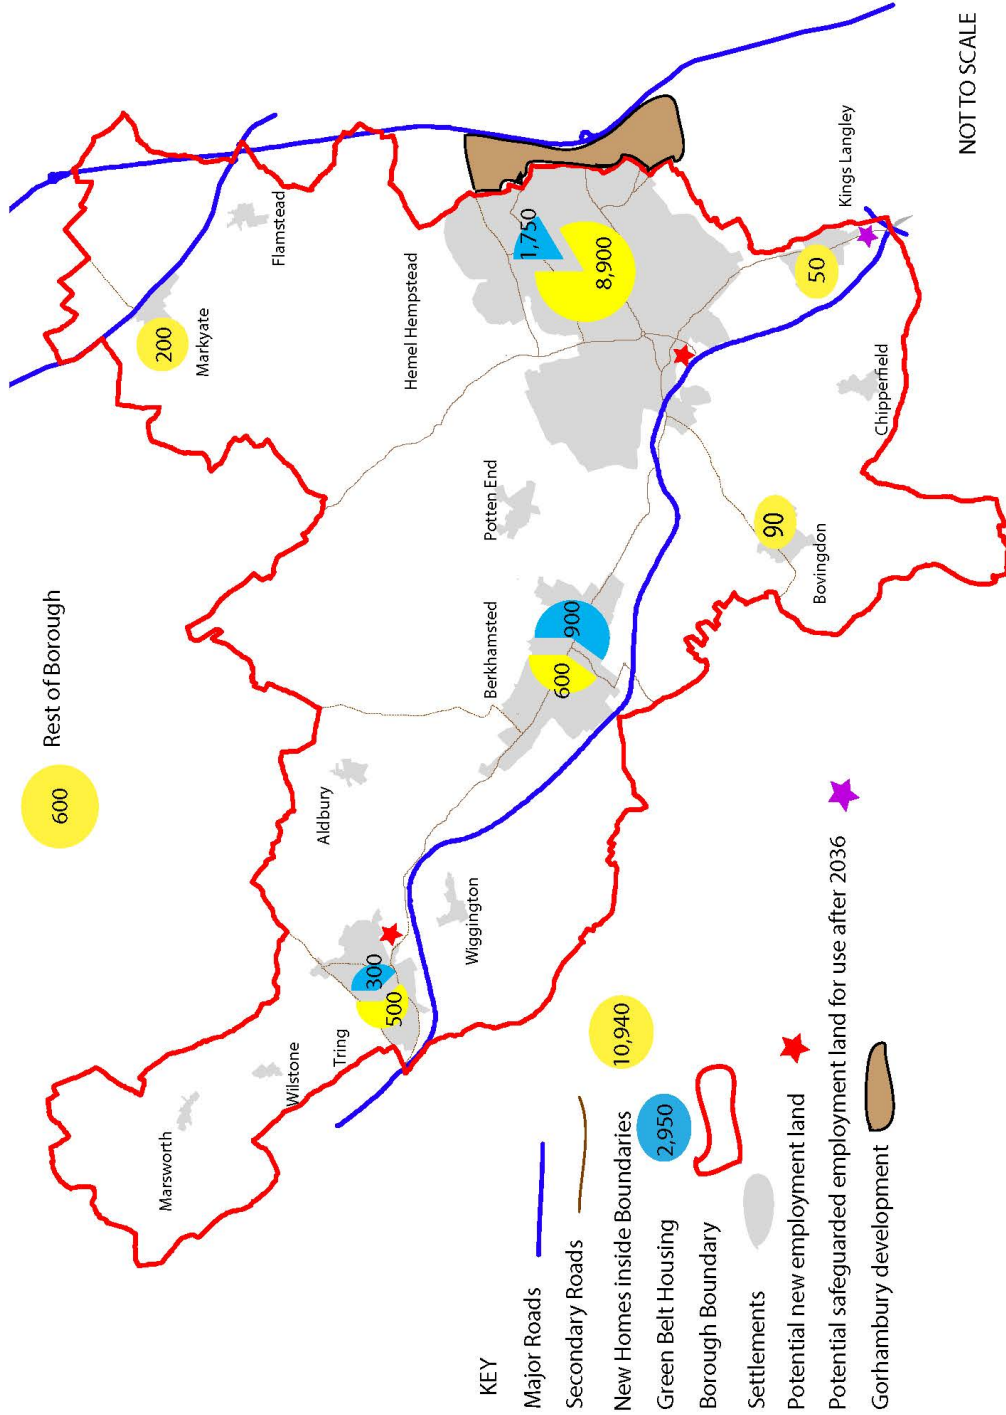 600
Rest of Borough
Marsworth
Wilstone
Tring
500
300
Aldbury
Wiggington
Berkhamsted
600
900
Potten End
Hemel Hempstead
Markyate
200
Flamstead
1,750
8,900
90
Bovingdon
Chipperfield
50
Kings Langley
KEY
Major Roads
Secondary Roads
New Homes inside Boundaries
10,940
Green Belt Housing
2,950
Borough Boundary
Settlements
Potential new employment land
Potential safeguarded employment land for use after 2036
Gorhambury development
NOT TO SCALE